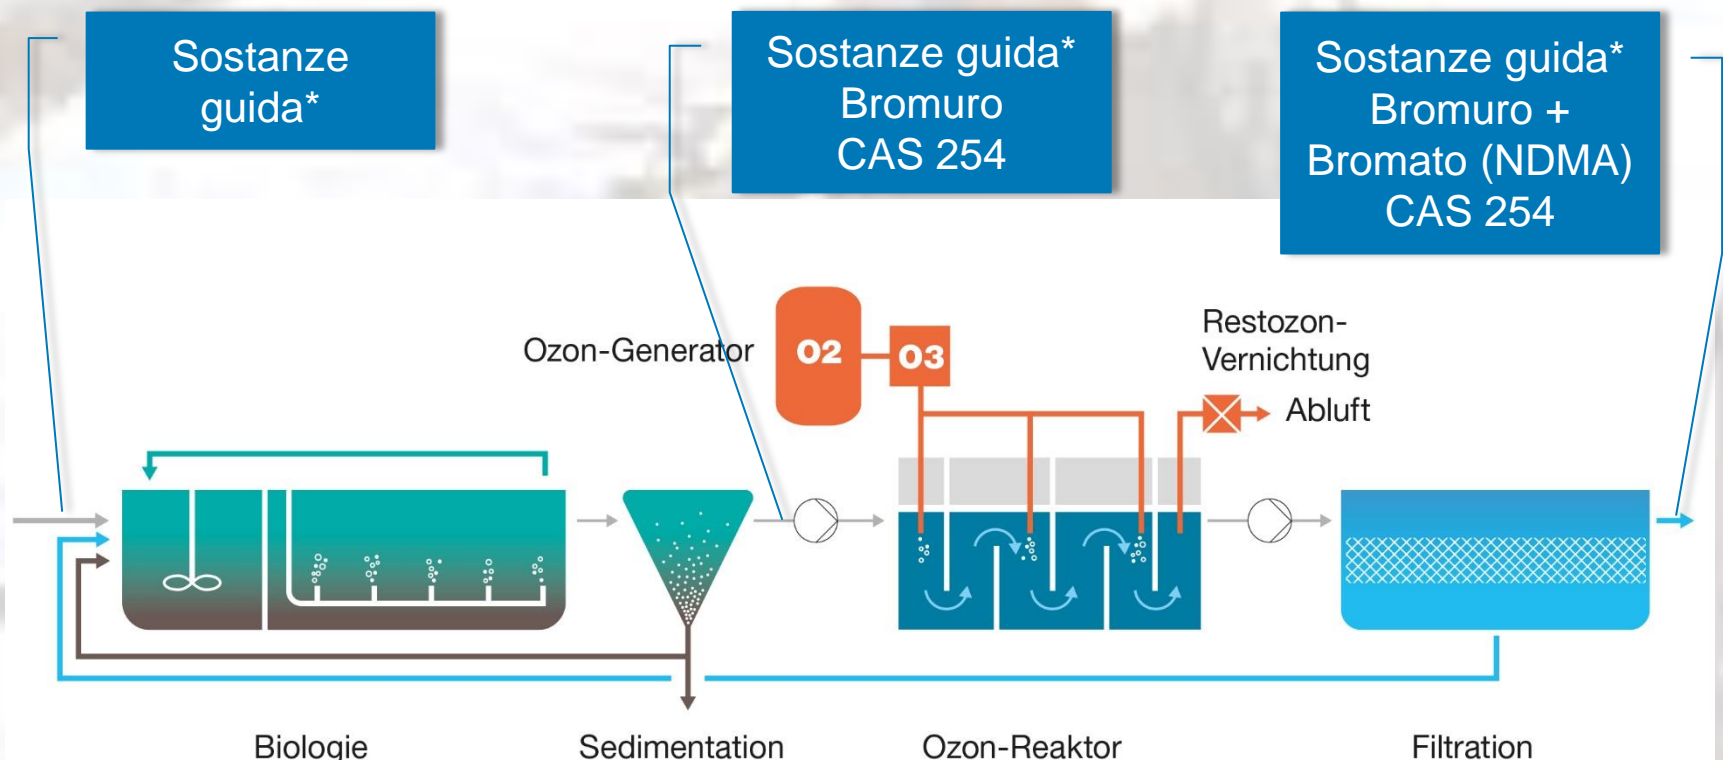 Sostanze
guida*
Sostanze guida*
Bromuro
CAS 254
Sostanze guida*
Bromuro +
Bromato (NDMA)
CAS 254
Ozon-Generator
O2
O3
Restozon-
Vernichtung
Abluft
Biologie
Sedimentation
Ozon-Reaktor
Filtration